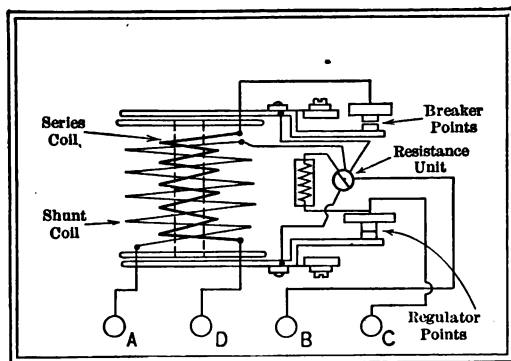 Series
Coil.
Breaker
Points
Resistance
Unit
Shunt
Coil
Regulator
Points
A
D
B
C